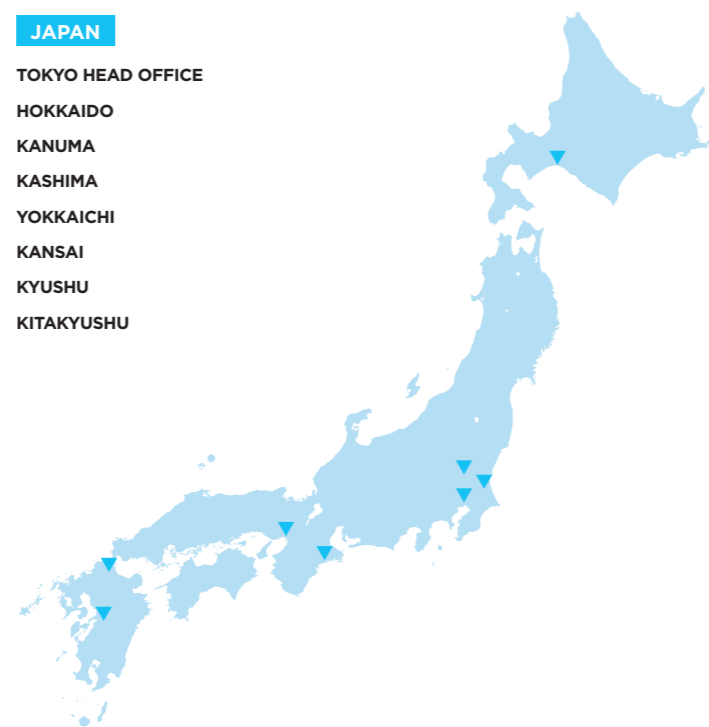 JAPAN
TOKYO HEAD OFFICE
HOKKAIDO
KANUMA
KASHIMA
YOKKAICHI
KANSAI
KYUSHU
KITAKYUSHU